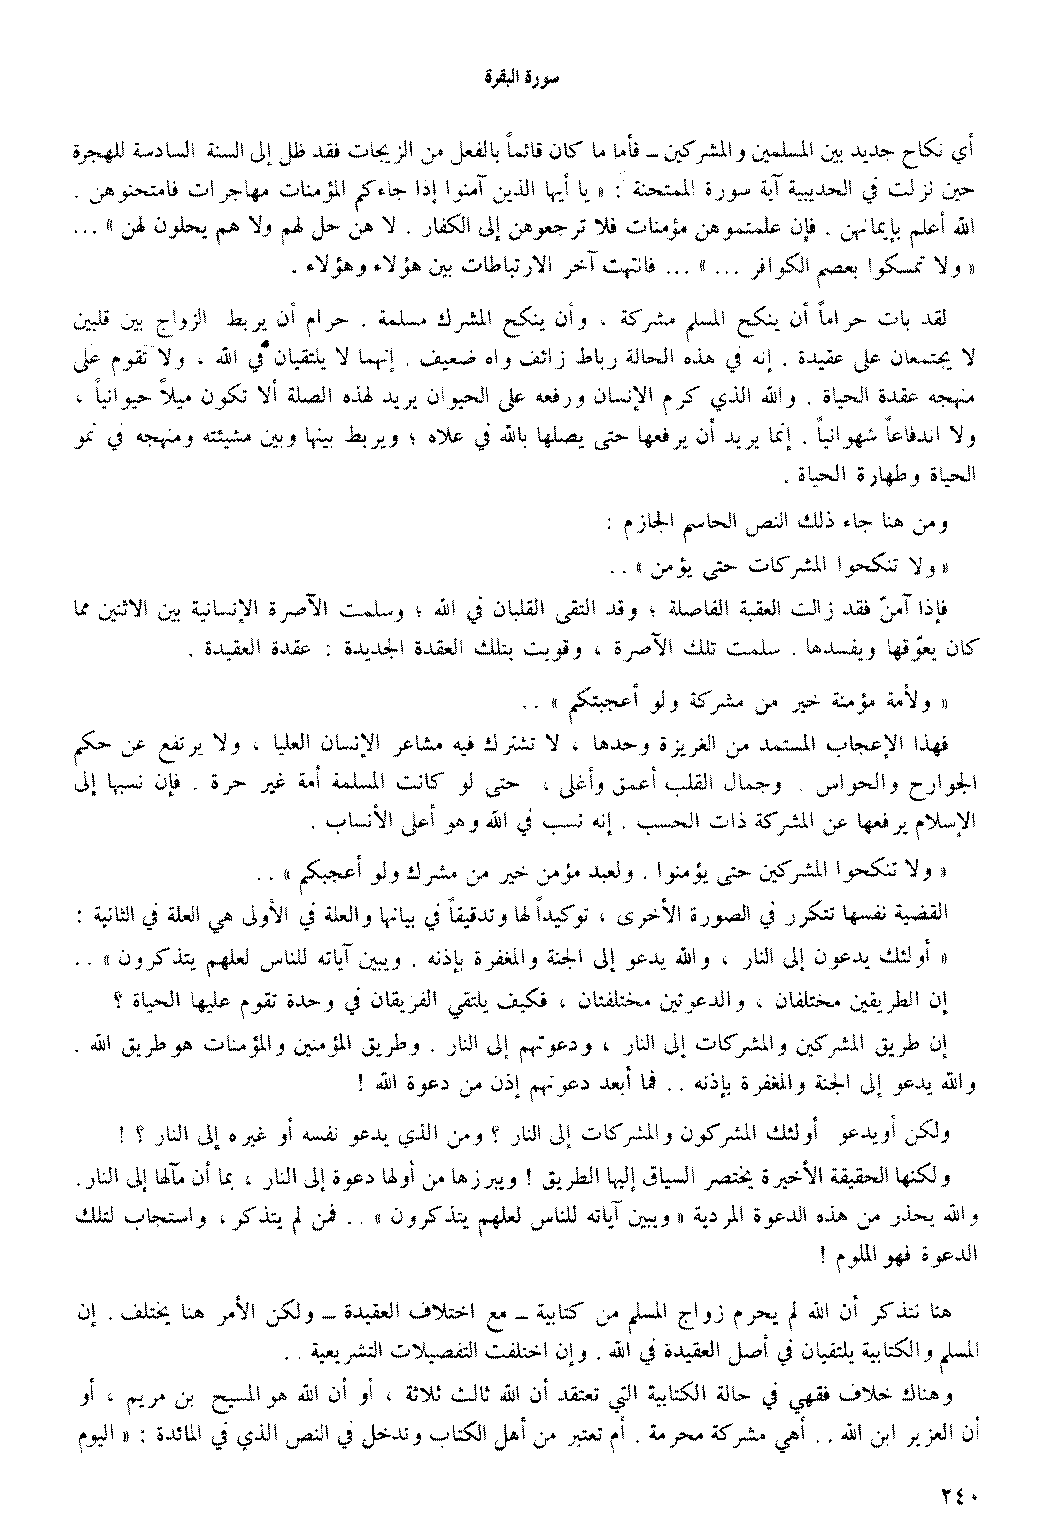 سورة البقرة
أي نكاح جديد بين المسلمين والمشركين ــ فأما ما كان قائماً بالفعل من الزيجات فقد ظل إلى السنة السادسة للهجرة
حين نزلت في الحديبية آية سورة الممتحنة : « يا أيها الذين آمنوا إذا جاءكم المؤمنات مهاجرات فامتحنوهن .
الله أعلم بإيمانهن . فإن علمتموهن مؤمنات فلا ترجعوهن إلى الكفار . لا هن حل لهم ولا هم يحلون لهن » ...
« ولا تمسكوا بعصم الكوافر ... » ... فانتهت آخر الارتباطات بين هؤلاء وهؤلاء .
لقد بات حراماً أن ينكح المسلم مشركة ، وأن ينكح المشرك مسلمة . حرام أن يربط الزواج بين قلبين
لا يجتمعان على عقيدة . إنه في هذه الحالة رباط زائف واه ضعيف . إنهما لا يلتقيان في الله ، ولا تقوم على
منهجه عقدة الحياة . والله الذي كرم الإنسان ورفعه على الحيوان يريد لهذه الصلة ألا تكون ميلاً حيوانياً ،
ولا اندفاعاً شهوانياً . إنما يريد أن يرفعها حتى يصلها بالله في علاه ؛ ويربط بينها وبين مشيئته ومنهجه في نمو
الحياة وطهارة الحياة .
ومن هنا جاء ذلك النص الحاسم الجازم :
« ولا تنكحوا المشركات حتى يؤمن » . .
فإذا آمنّ فقد زالت العقبة الفاصلة ؛ وقد التقى القلبان في الله ؛ وسلمت الآصرة الإنسانية بين الاثنين مما
كان يعوّقها ويفسدها . سلمت تلك الآصرة ، وقويت بتلك العقدة الجديدة : عقدة العقيدة .
« ولأمة مؤمنة خير من مشركة ولو أعجبتكم » . .
فهذا الإعجاب المستمد من الغريزة وحدها ، لا تشترك فيه مشاعر الإنسان العليا ، ولا يرتفع عن حكم
الجوارح والحواس . وجمال القلب أعمق وأغلى ، حتى لو كانت المسلمة أمة غير حرة . فإن نسبها إلى
الإسلام يرفعها عن المشركة ذات الحسب . إنه نسب في الله وهو أعلى الأنساب .
« ولا تنكحوا المشركين حتى يؤمنوا . ولعبد مؤمن خير من مشرك ولو أعجبكم » . .
القضية نفسها تتكرر في الصورة الأخرى ، توكيداً لها وتدقيقاً في بيانها والعلة في الأولى هي العلة في الثانية :
« أولئك يدعون إلى النار ، والله يدعو إلى الجنة والمغفرة بإذنه . ويبين آياته للناس لعلهم يتذكرون » . .
إن الطريقين مختلفان ، والدعوتين مختلفتان ، فكيف يلتقي الفريقان في وحدة تقوم عليها الحياة ؟
إن طريق المشركين والمشركات إلى النار ، ودعوتهم إلى النار . وطريق المؤمنين والمؤمنات هو طريق الله .
والله يدعو إلى الجنة والمغفرة بإذنه . . فما أبعد دعوتهم إذن من دعوة الله !
ولكن أويدعو أولئك المشركون والمشركات إلى النار ؟ ومن الذي يدعو نفسه أو غيره إلى النار ؟ !
ولكنها الحقيقة الأخيرة يختصر السياق إليها الطريق ! ويبرزها من أولها دعوة إلى النار ، بما أن مآلها إلى النار.
والله يحذر من هذه الدعوة المردية « ويبين آياته للناس لعلهم يتذكرون » . . فمن لم يتذكر، واستجاب لتلك
الدعوة فهو الملوم !
هنا نتذكر أن الله لم يحرم زواج المسلم من كتابية ــ مع اختلاف العقيدة ــ ولكن الأمر هنا يختلف. إن
المسلم والكتابية يلتقيان في أصل العقيدة في الله . وإن اختلفت التفصيلات التشريعية . .
وهناك خلاف فقهي في حالة الكتابية التي تعتقد أن الله ثالث ثلاثة ، أو أن الله هو المسيح بن مريم ، أو
أن العزير ابن الله . . أهي مشركة محرمة . أم تعتبر من أهل الكتاب وتدخل في النص الذي في المائدة : « اليوم
٢٤٠